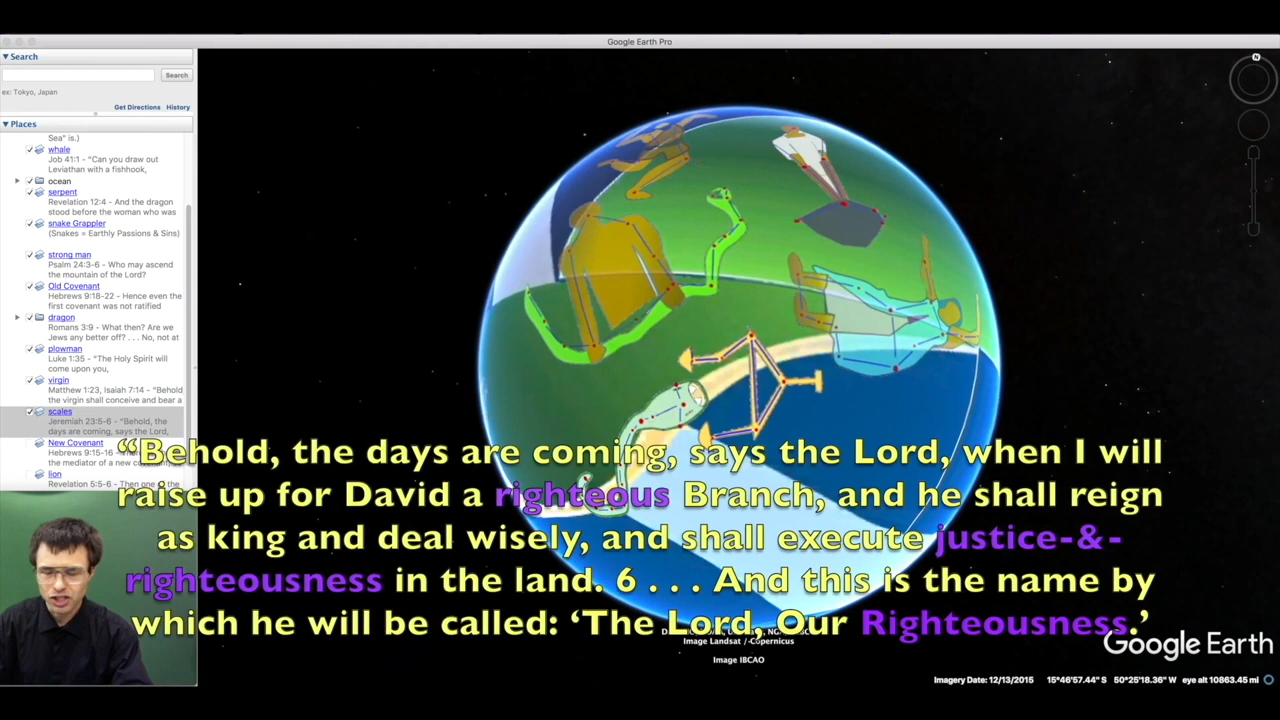 Google Earth Pro
Search
Search
ex: Tokyo, Japan
Get Directions History
Places
Sea" is.)
whale
Job 41:1 - “Can you draw out
Leviathan with a fishhook,
ocean
serpent
Revelation 12:4 - And the dragon
stood before the woman who was
snake Grappler
(Snakes = Earthly Passions & Sins)
strong man
Psalm 24:3-6 - Who may ascend
the mountain of the Lord?
Old Covenant
Hebrews 9:18-22 - Hence even the
first covenant was not ratified
dragon
Romans 3:9 - What then? Are we
Jews any better off? . . . No, not at
plowman
Luke 1:35 - “The Holy Spirit will
come upon you,
virgin
Matthew 1:23, Isaiah 7:14 - “Behold
the virgin shall conceive and bear a
scales
Jeremiah 23:5-6 - “Behold, the
days are coming, says the Lord,
New Covenant
Hebrews 9:15-16 -
the mediator of a new covenant,
lion
Revelation 5:5-6 - Then one of the
“Behold, the days are coming, says the Lord, when I will
raise up for David a righteous Branch, and he shall reign
as king and deal wisely, and shall execute justice-&-
righteousness in the land. 6 . . . And this is the name by
which he will be called: ‘The Lord, Our Righteousness.’
Image Landsat / Copernicus
Image IBCAO
Google Earth
Imagery Date: 12/13/2015 15°46'57.44" S 50°25'18.36" W eye alt 10863.45 mi
N